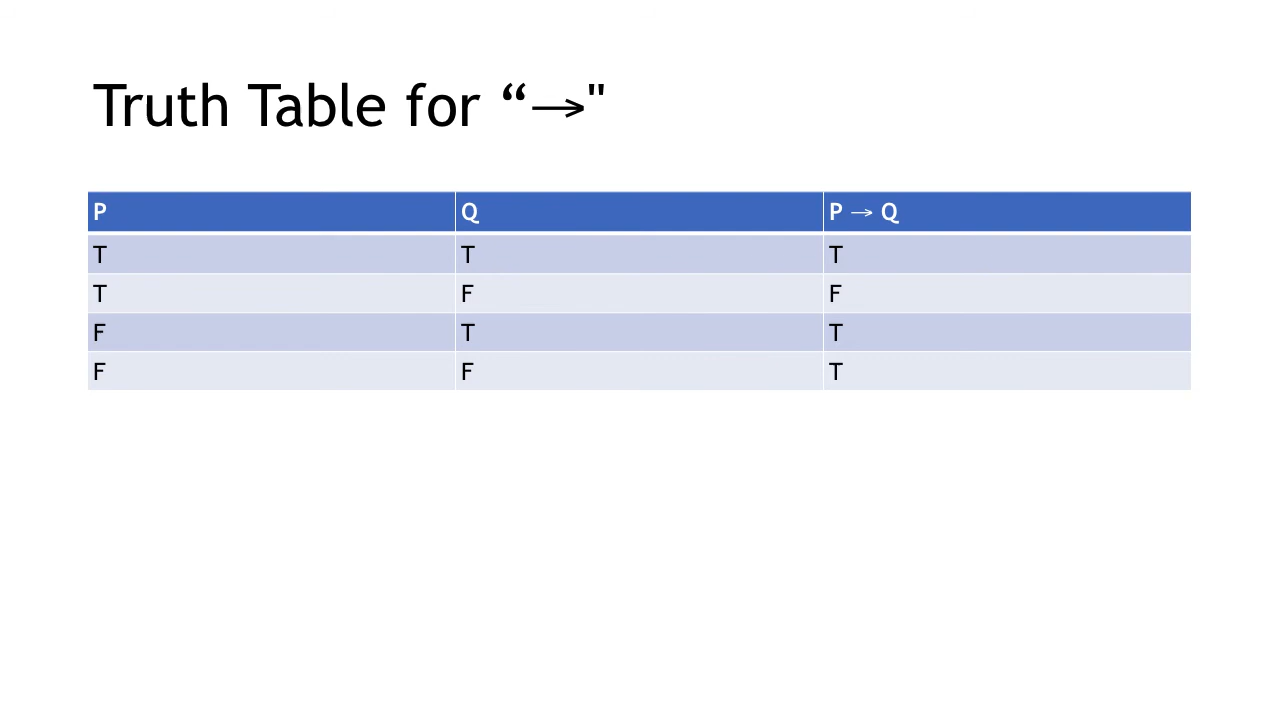 Truth Table for “→"
P Q P → Q
T T T
T F F
F T T
F F T